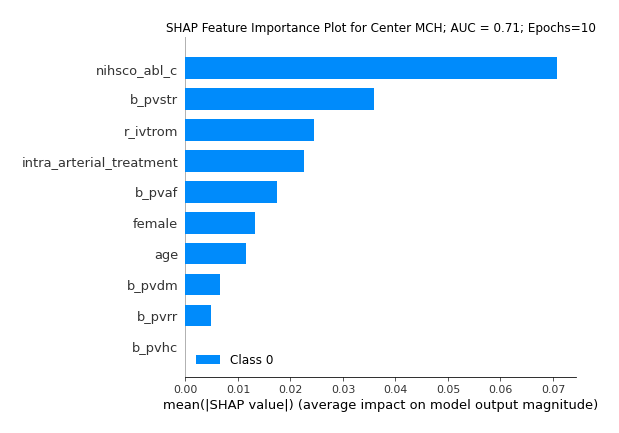 SHAP Feature Importance Plot for Center MCH; AUC = 0.71; Epochs=10
nihsco_abl_c
b_pvstr
r_ivtrom
intra_arterial_treatment
b_pvaf
female
age
b_pvdm
b_pvrr
b_pvhc
Class 0
0.00 0.01 0.02 0.03 0.04 0.05 0.06 0.07
mean(|SHAP value|) (average impact on model output magnitude)